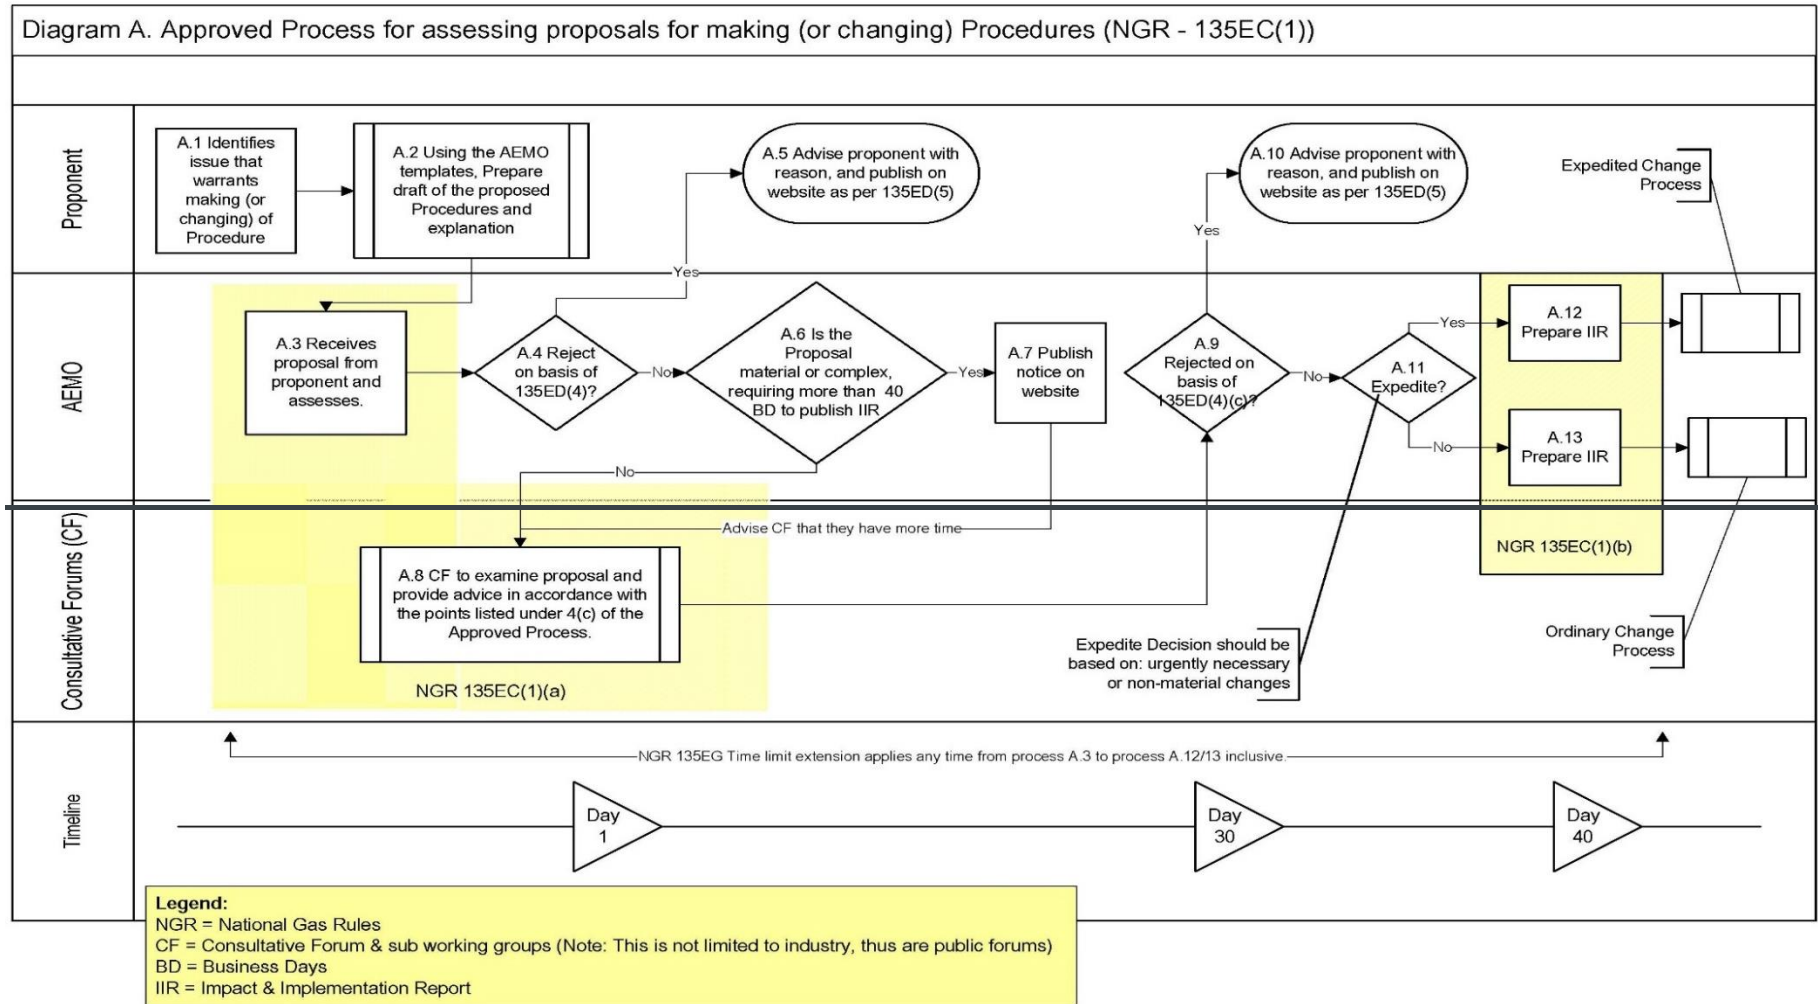 Diagram A. Approved Process for assessing proposals for making (or changing) Procedures (NGR - 135EC(1))
Proponent
A.1 Identifies
issue that
warrants
making (or
changing) of
Procedure
A.2 Using the AEMO
templates, Prepare
draft of the proposed
Procedures and
explanation
A.5 Advise proponent with
reason, and publish on
website as per 135ED(5)
A.10 Advise proponent with
reason, and publish on
website as per 135ED(5)
Expedited Change
Process
Yes
Yes
AEMO
A.3 Receives
proposal from
proponent and
assesses.
A.4 Reject
on basis of
135ED(4)?
No
A.6 Is the
Proposal
material or complex,
requiring more than 40
BD to publish IIR
Yes
A.7 Publish
notice on
website
A.9
Rejected on
basis of
135ED(4)(c)?
No
A.11
Expedite?
Yes
A.12
Prepare IIR
No
A.13
Prepare IIR
No
Consultative Forums (CF)
Advise CF that they have more time
A.8 CF to examine proposal and
provide advice in accordance with
the points listed under 4(c) of the
Approved Process.
NGR 135EC(1)(a)
NGR 135EC(1)(b)
Expedite Decision should be
based on: urgently necessary
or non-material changes
Ordinary Change
Process
Timeline
NGR 135EG Time limit extension applies any time from process A.3 to process A.12/13 inclusive.
Day
1
Day
30
Day
40
Legend:
NGR = National Gas Rules
CF = Consultative Forum & sub working groups (Note: This is not limited to industry, thus are public forums)
BD = Business Days
IIR = Impact & Implementation Report